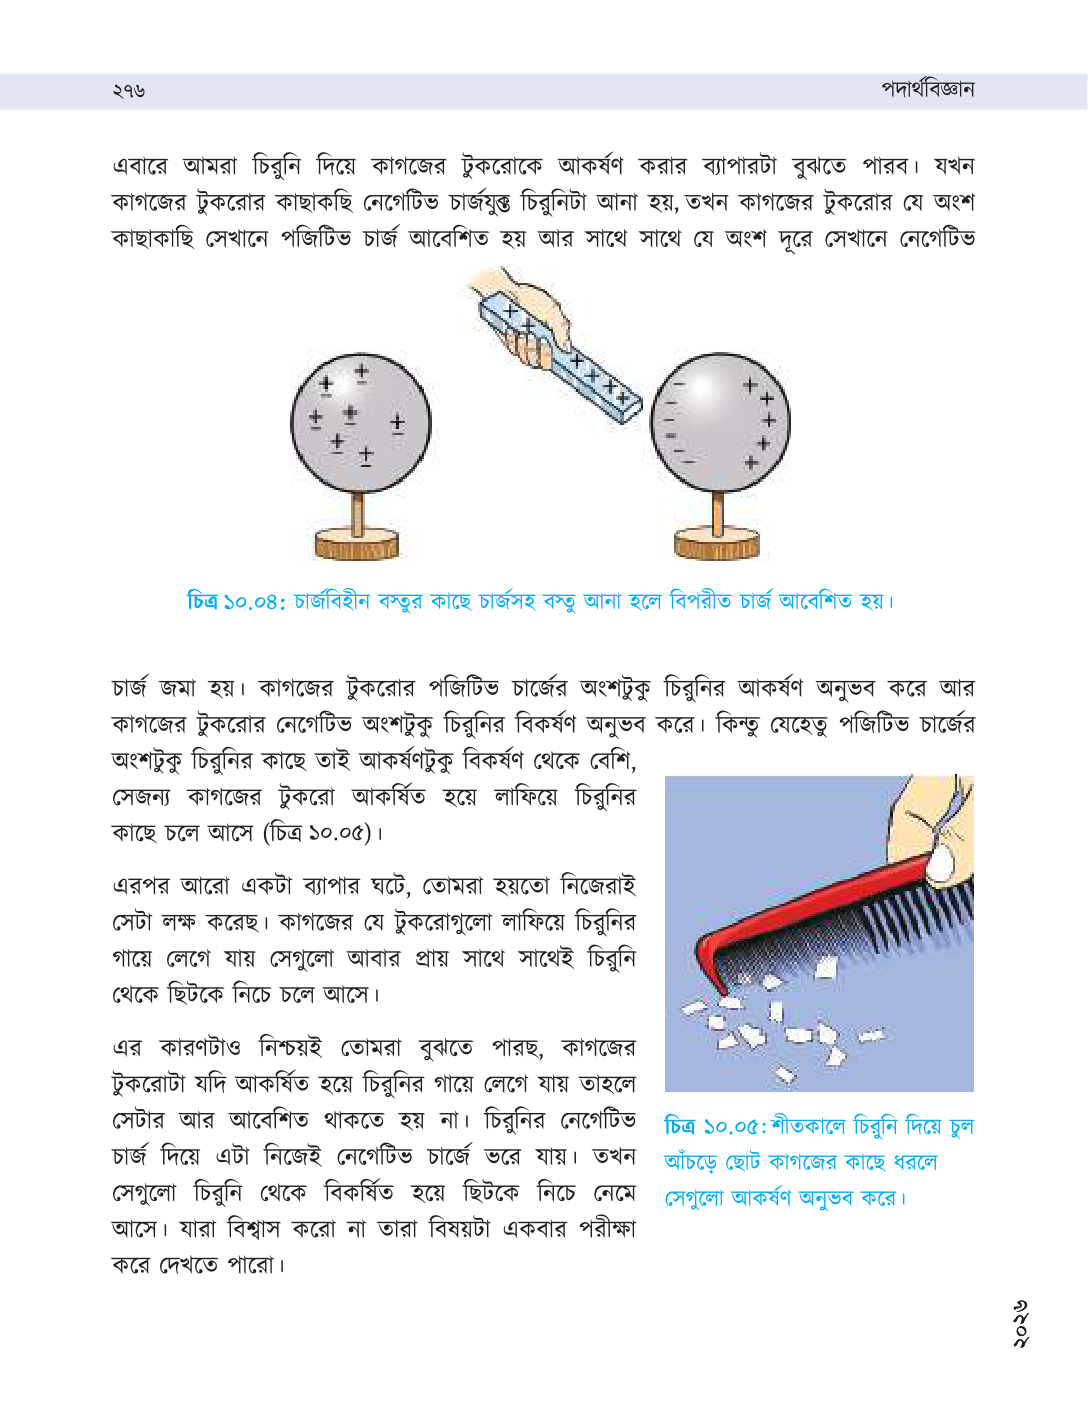 ২৭৬
পদার্থবিজ্ঞান
এবারে আমরা চিরুনি দিয়ে কাগজের টুকরোকে আকর্ষণ করার ব্যাপারটা বুঝতে পারব। যখন
কাগজের টুকরোর কাছাকছি নেগেটিভ চার্জযুক্ত চিরুনিটা আনা হয়, তখন কাগজের টুকরোর যে অংশ
কাছাকাছি সেখানে পজিটিভ চার্জ আবেশিত হয় আর সাথে সাথে যে অংশ দূরে সেখানে নেগেটিভ
চিত্র ১০.০৪: চার্জবিহীন বস্তুর কাছে চার্জসহ বস্তু আনা হলে বিপরীত চার্জ আবেশিত হয়।
চার্জ জমা হয়। কাগজের টুকরোর পজিটিভ চার্জের অংশটুকু চিরুনির আকর্ষণ অনুভব করে আর
কাগজের টুকরোর নেগেটিভ অংশটুকু চিরুনির বিকর্ষণ অনুভব করে। কিন্তু যেহেতু পজিটিভ চার্জের
অংশটুকু চিরুনির কাছে তাই আকর্ষণটুকু বিকর্ষণ থেকে বেশি,
সেজন্য কাগজের টুকরো আকর্ষিত হয়ে লাফিয়ে চিরুনির
কাছে চলে আসে (চিত্র ১০.০৫)।
এরপর আরো একটা ব্যাপার ঘটে, তোমরা হয়তো নিজেরাই
সেটা লক্ষ করেছ। কাগজের যে টুকরোগুলো লাফিয়ে চিরুনির
গায়ে লেগে যায় সেগুলো আবার প্রায় সাথে সাথেই চিরুনি
থেকে ছিটকে নিচে চলে আসে।
এর কারণটাও নিশ্চয়ই তোমরা বুঝতে পারছ, কাগজের
টুকরোটা যদি আকর্ষিত হয়ে চিরুনির গায়ে লেগে যায় তাহলে
সেটার আর আবেশিত থাকতে হয় না। চিরুনির নেগেটিভ
চার্জ দিয়ে এটা নিজেই নেগেটিভ চার্জে ভরে যায়। তখন
সেগুলো চিরুনি থেকে বিকর্ষিত হয়ে ছিটকে নিচে নেমে
আসে। যারা বিশ্বাস করো না তারা বিষয়টা একবার পরীক্ষা
করে দেখতে পারো।
চিত্র ১০.০৫: শীতকালে চিরুনি দিয়ে চুল
আঁচড়ে ছোট কাগজের কাছে ধরলে
সেগুলো আকর্ষণ অনুভব করে।
২০২৬